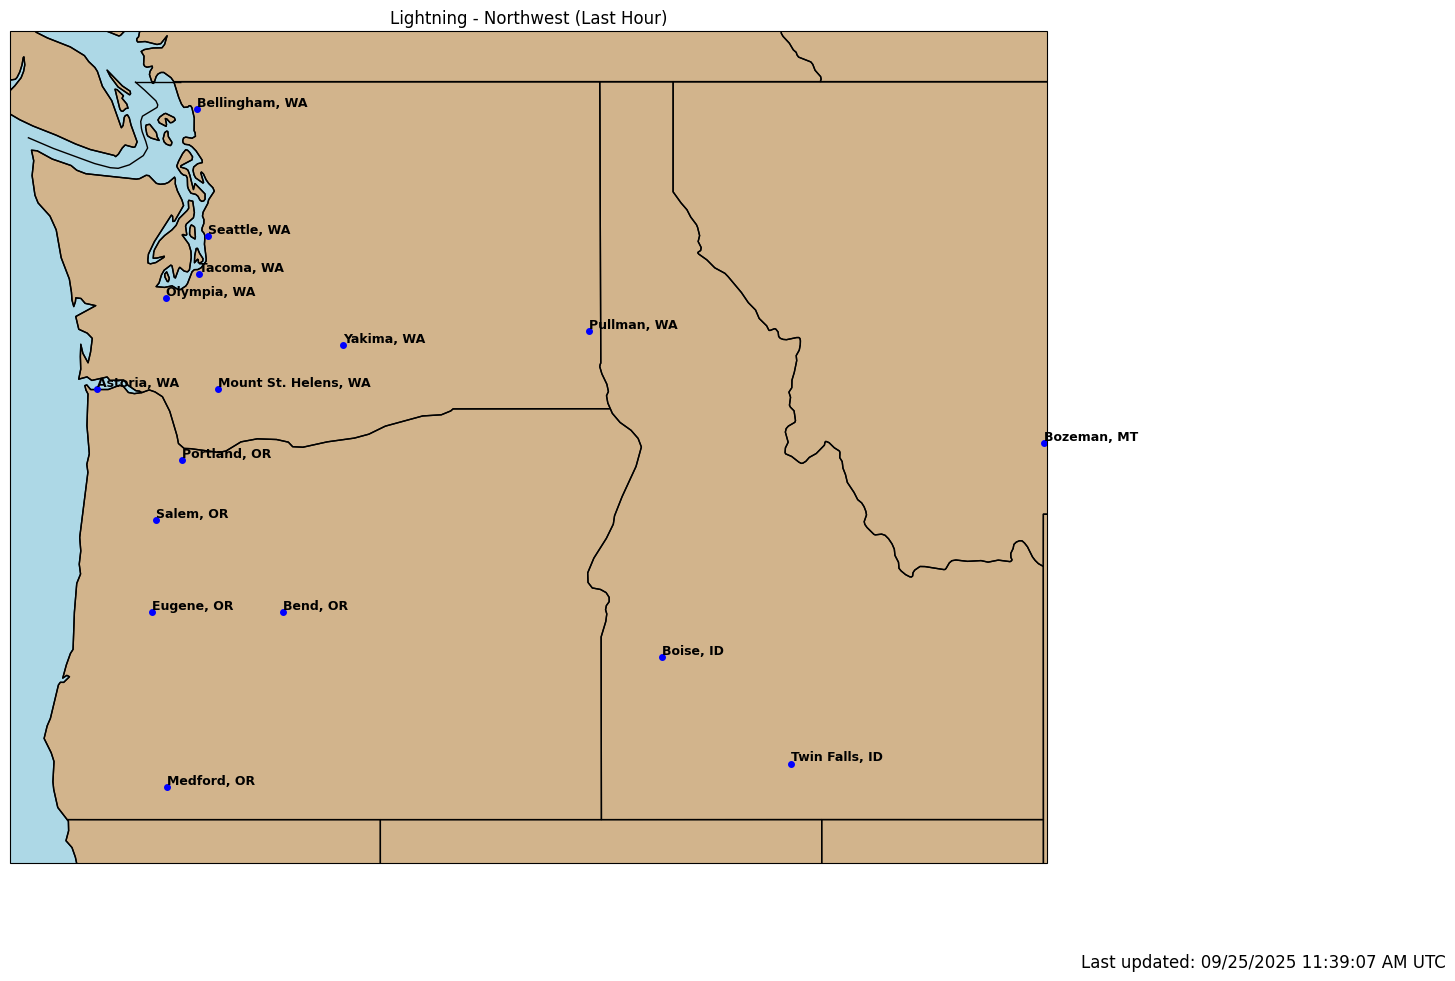 Lightning - Northwest (Last Hour)
Bellingham, WA
Seattle, WA
Tacoma, WA
Olympia, WA
Pullman, WA
Yakima, WA
Astoria, WA
Mount St. Helens, WA
Bozeman, MT
Portland, OR
Salem, OR
Eugene, OR
Bend, OR
Boise, ID
Twin Falls, ID
Medford, OR
Last updated: 09/25/2025 11:39:07 AM UTC